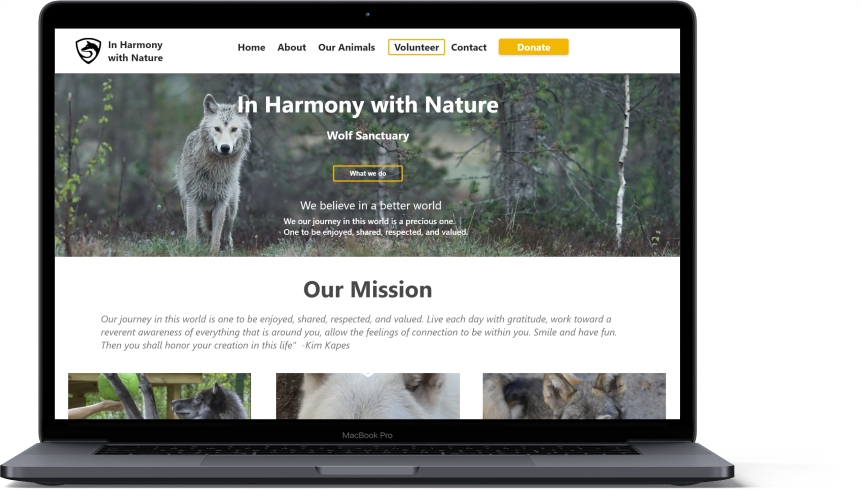 In Harmony
with Nature
Home About Our Animals Volunteer Contact Donate
In Harmony with Nature
Wolf Sanctuary
What we do
We believe in a better world
We our journey in this world is a precious one.
One to be enjoyed, shared, respected, and valued.
Our Mission
Our journey in this world is one to be enjoyed, shared, respected, and valued. Live each day with gratitude, work toward a
reverent awareness of everything that is around you, allow the feelings of connection to be within you. Smile and have fun.
Then you shall honor your creation in this life" -Kim Kapes
MacBook Pro